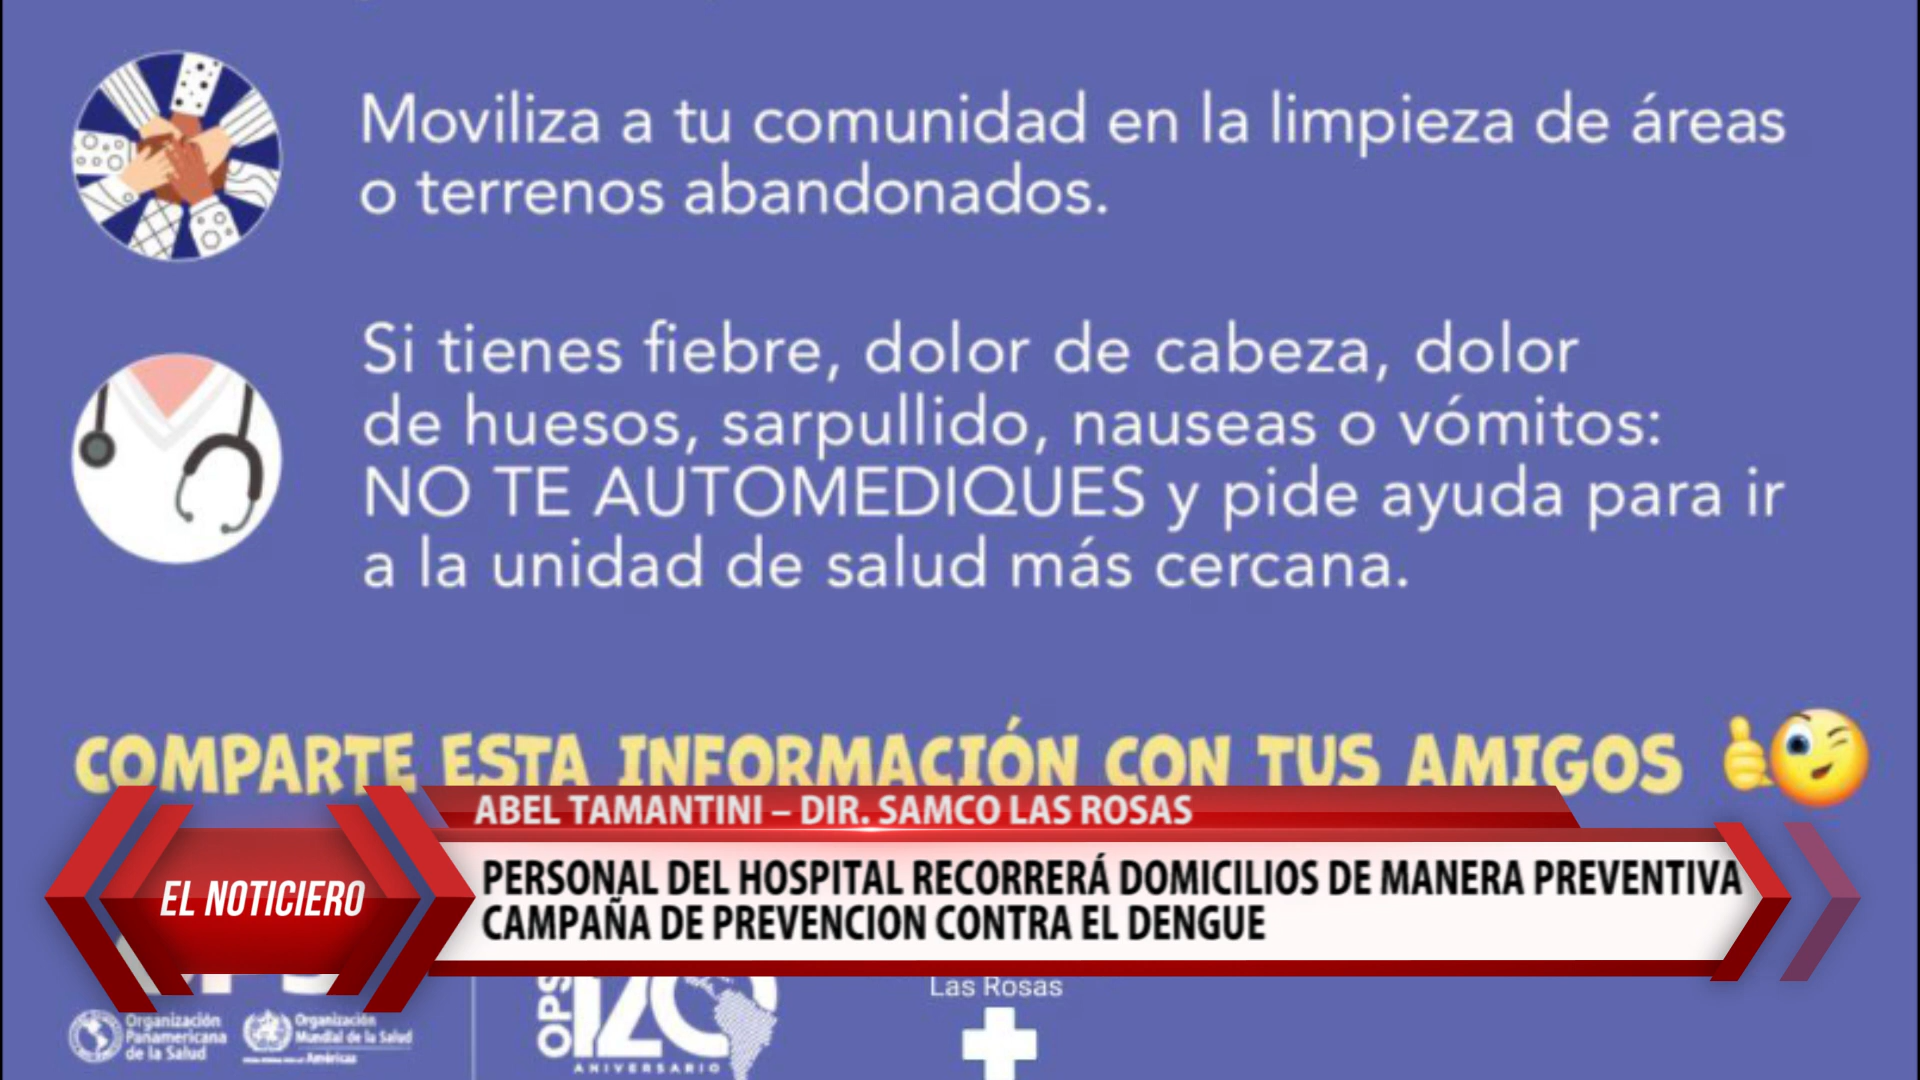 Moviliza a tu comunidad en la limpieza de áreas
o terrenos abandonados.
Si tienes fiebre, dolor de cabeza, dolor
de huesos, sarpullido, nauseas o vómitos:
NO TE AUTOMEDIQUES y pide ayuda para ir
a la unidad de salud más cercana.
COMPARTE ESTA INFORMACIÓN CON TUS AMIGOS
ABEL TAMANTINI – DIR. SAMCO LAS ROSAS
EL NOTICIERO
PERSONAL DEL HOSPITAL RECORRERÁ DOMICILIOS DE MANERA PREVENTIVA
CAMPAÑA DE PREVENCION CONTRA EL DENGUE
Organización
Panamericana
de la Salud
Organización
Mundial de la Salud
Américas
OPS
120
ANIVERSARIO
Las Rosas